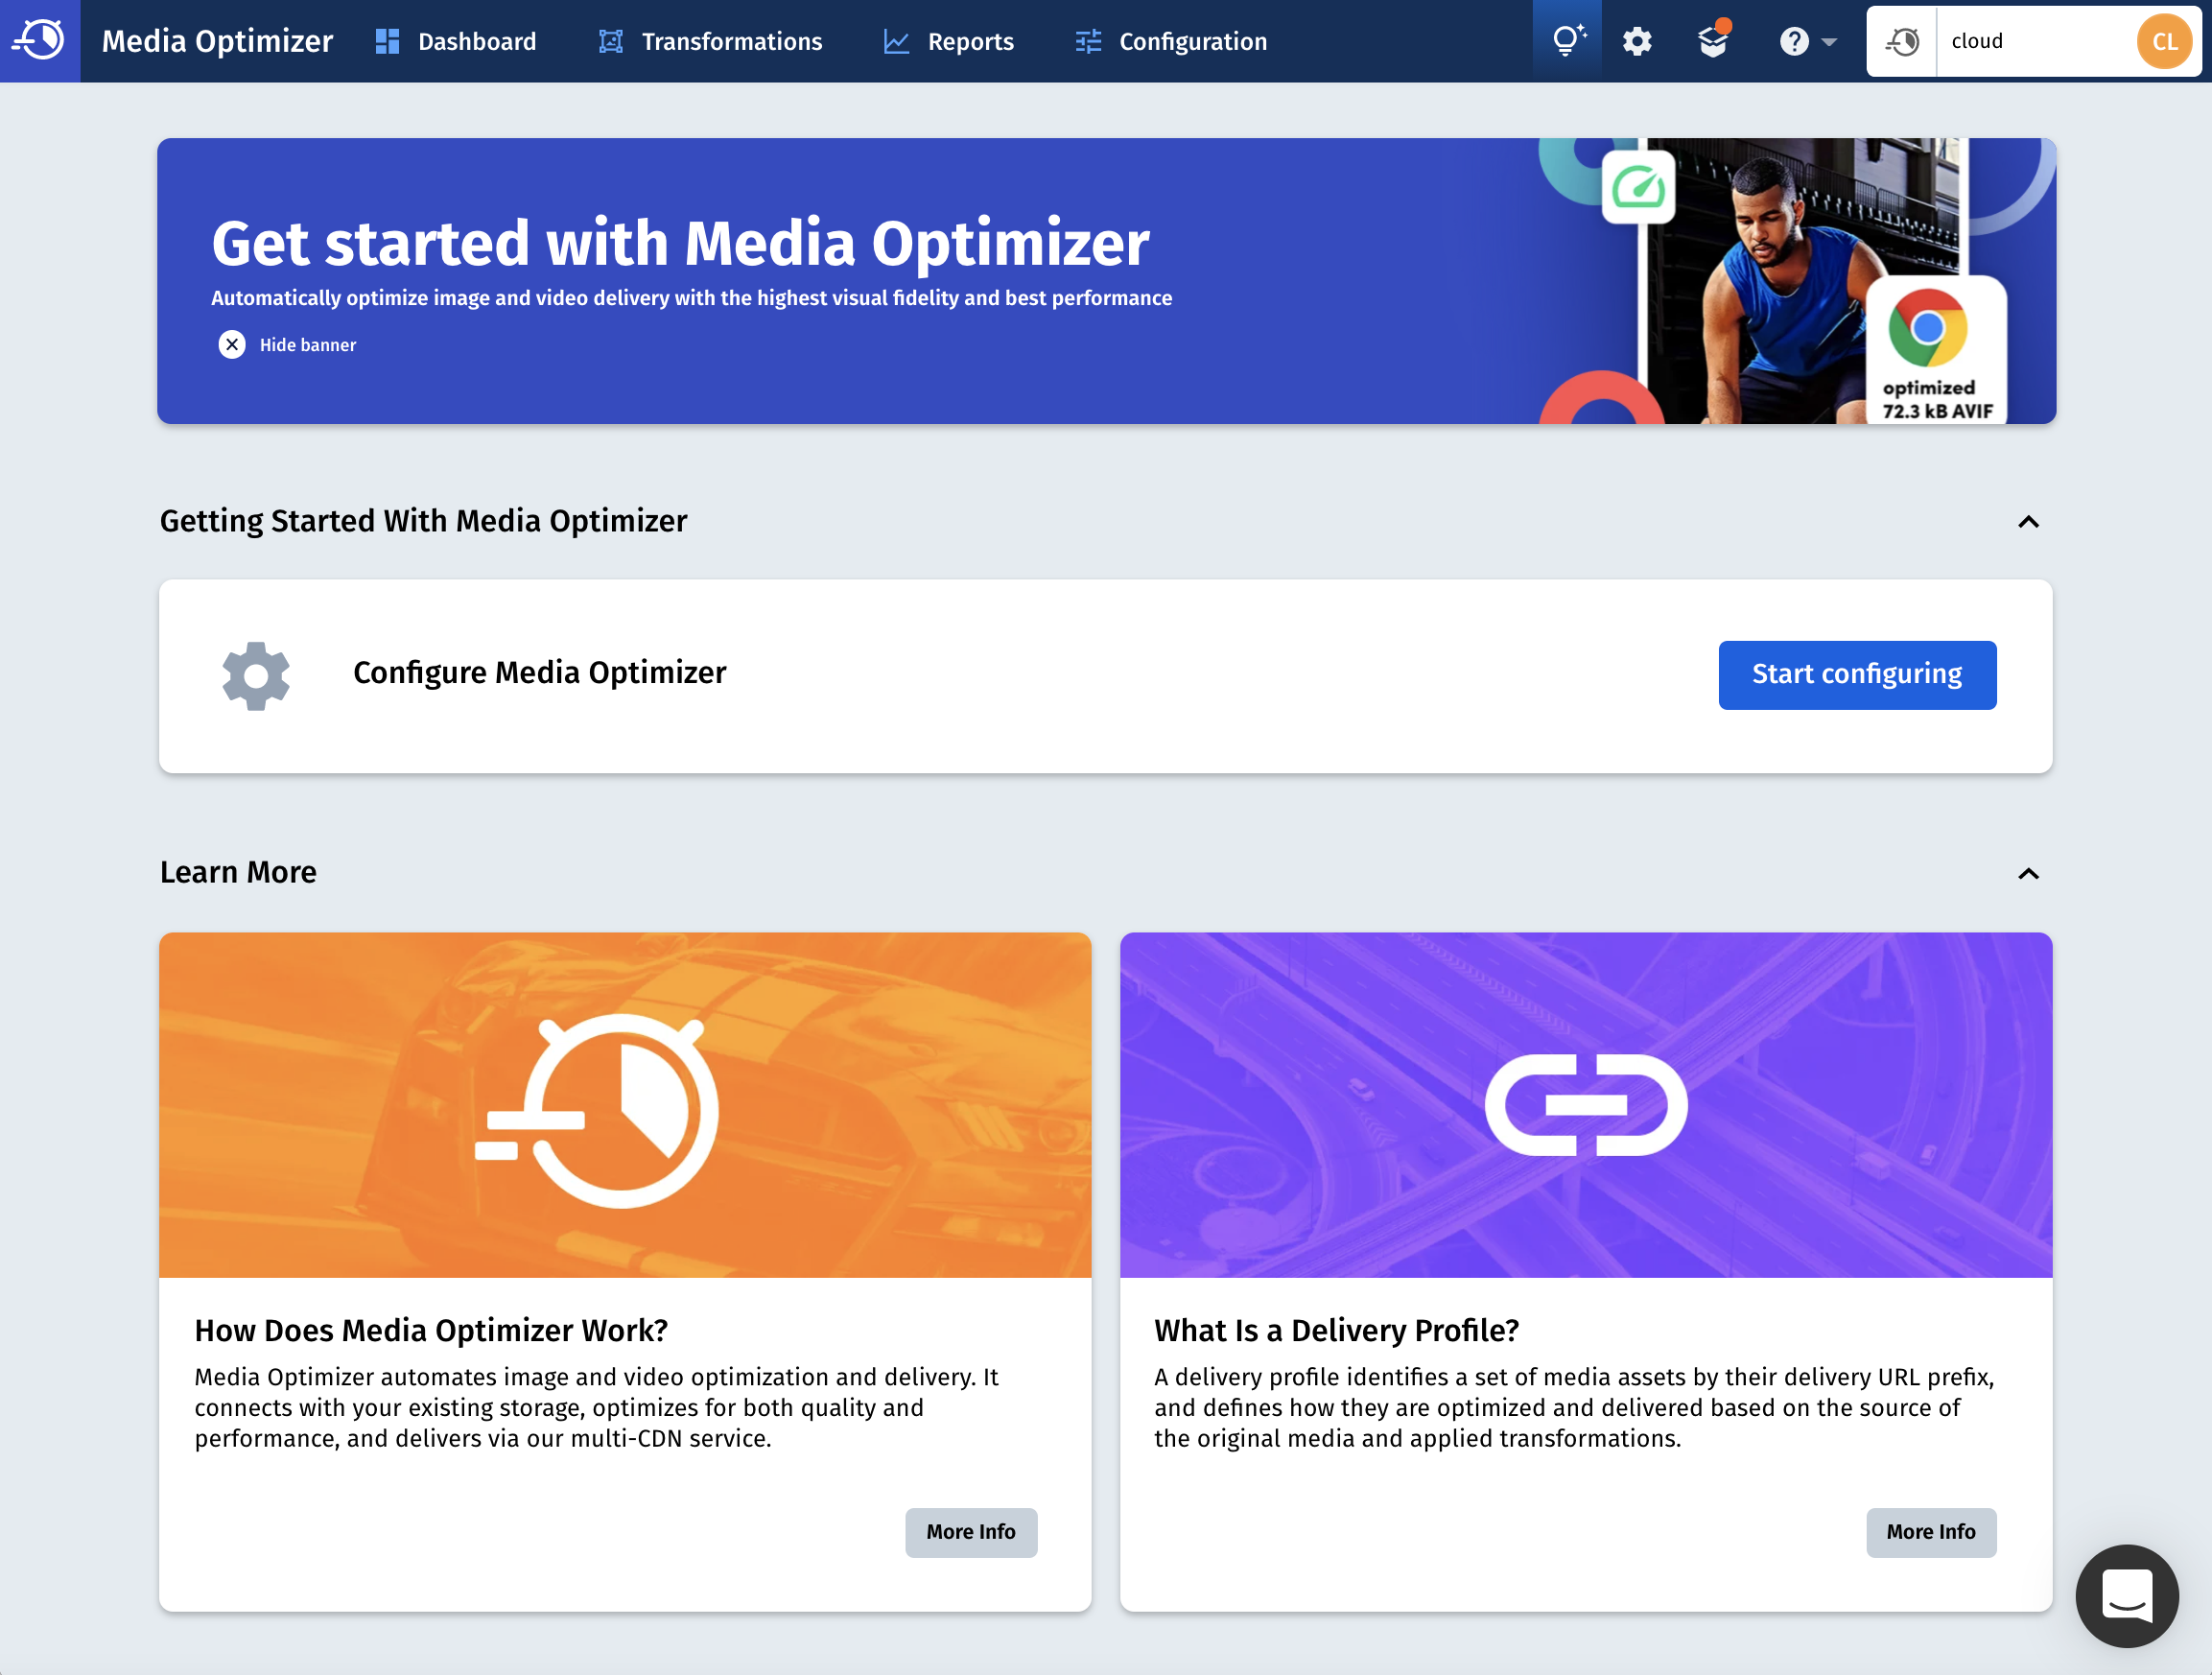 Media Optimizer
Dashboard
Transformations
Reports
Configuration
cloud
CL
Get started with Media Optimizer
Automatically optimize image and video delivery with the highest visual fidelity and best performance
Hide banner
optimized
72.3 kB AVIF
Getting Started With Media Optimizer
Configure Media Optimizer
Start configuring
Learn More
How Does Media Optimizer Work?
Media Optimizer automates image and video optimization and delivery. It
connects with your existing storage, optimizes for both quality and
performance, and delivers via our multi-CDN service.
More Info
What Is a Delivery Profile?
A delivery profile identifies a set of media assets by their delivery URL prefix,
and defines how they are optimized and delivered based on the source of
the original media and applied transformations.
More Info